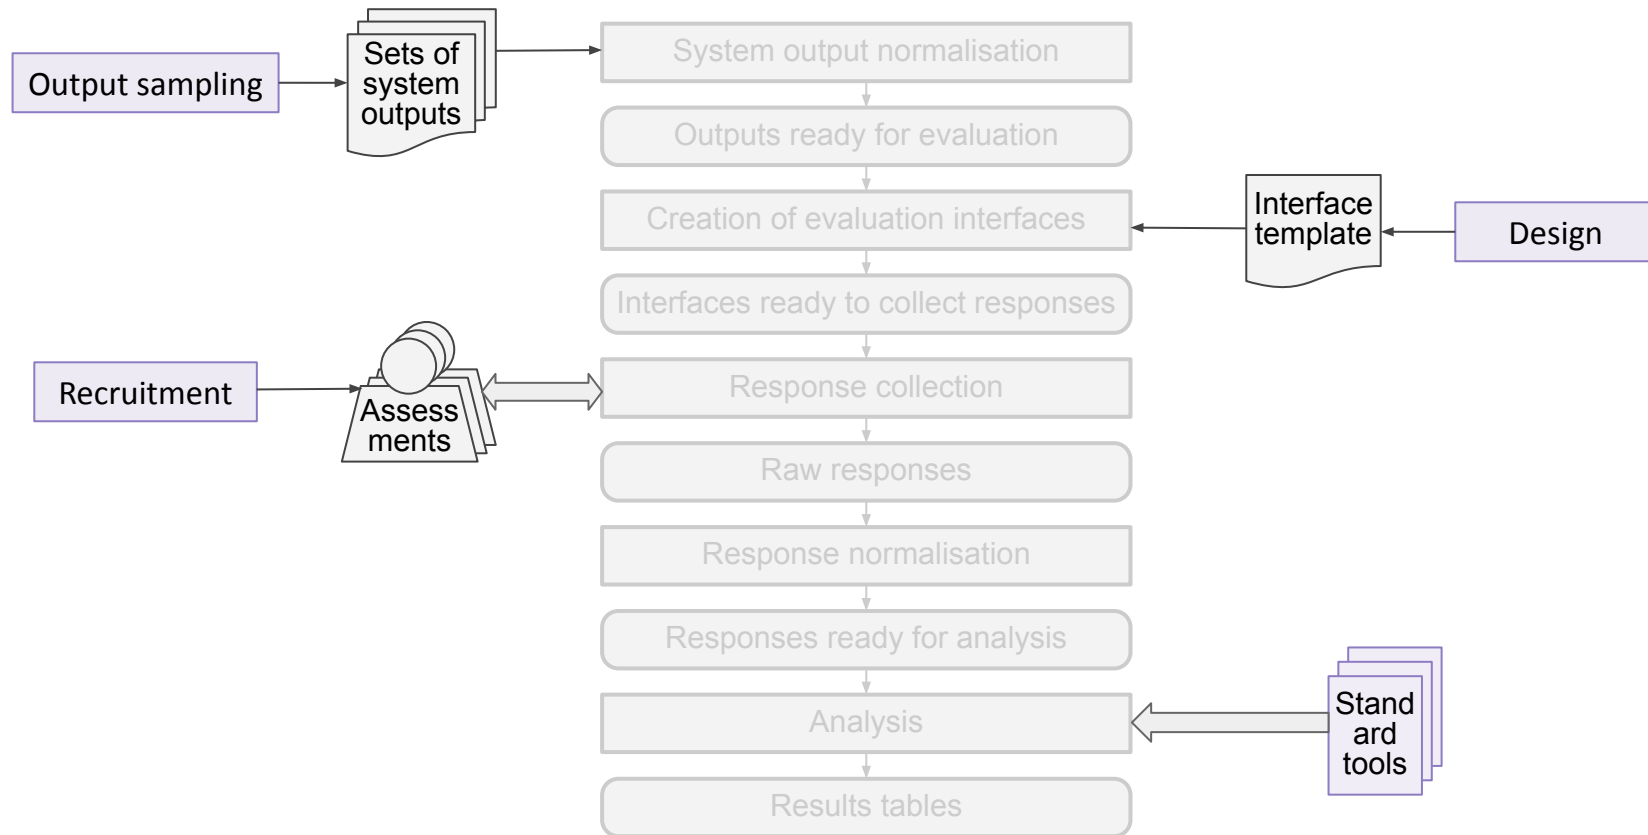 Output sampling
Sets of
system
outputs
System output normalisation
Outputs ready for evaluation
Creation of evaluation interfaces
Interface
template
Design
Interfaces ready to collect responses
Recruitment
Assess
ments
Response collection
Raw responses
Response normalisation
Responses ready for analysis
Analysis
Stand
ard
tools
Results tables